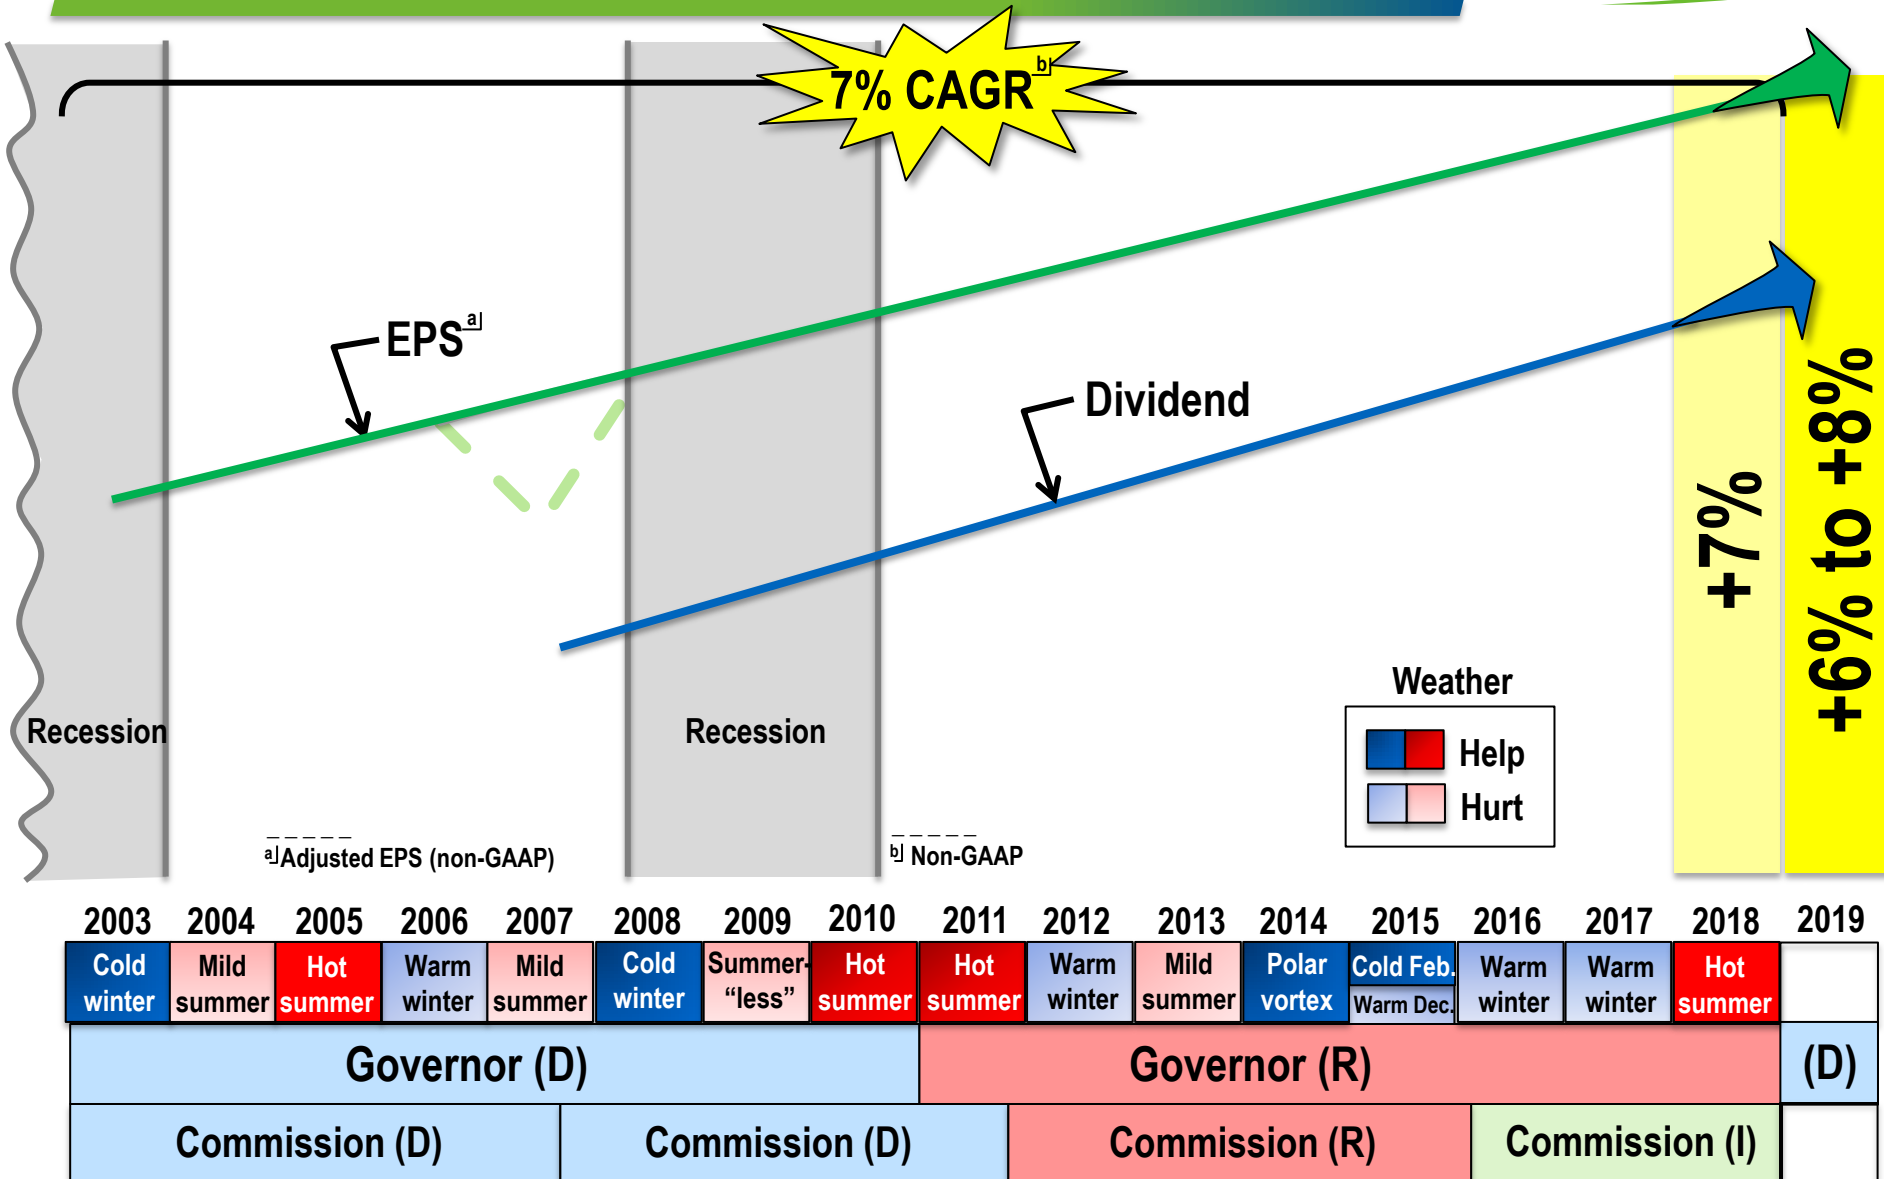 7% CAGR b
EPS a
Dividend
+7%
+6% to +8%
Recession
Recession
Weather
Help
Hurt
a Adjusted EPS (non-GAAP)
b Non-GAAP
2003 2004 2005 2006 2007 2008 2009 2010 2011 2012 2013 2014 2015 2016 2017 2018 2019
Cold winter
Mild summer
Hot summer
Warm winter
Mild summer
Cold winter
Summer-“less”
Hot summer
Hot summer
Warm winter
Mild summer
Polar vortex
Cold Feb.
Warm Dec.
Warm winter
Warm winter
Hot summer
Governor (D) Governor (R) (D)
Commission (D) Commission (D) Commission (R) Commission (I)